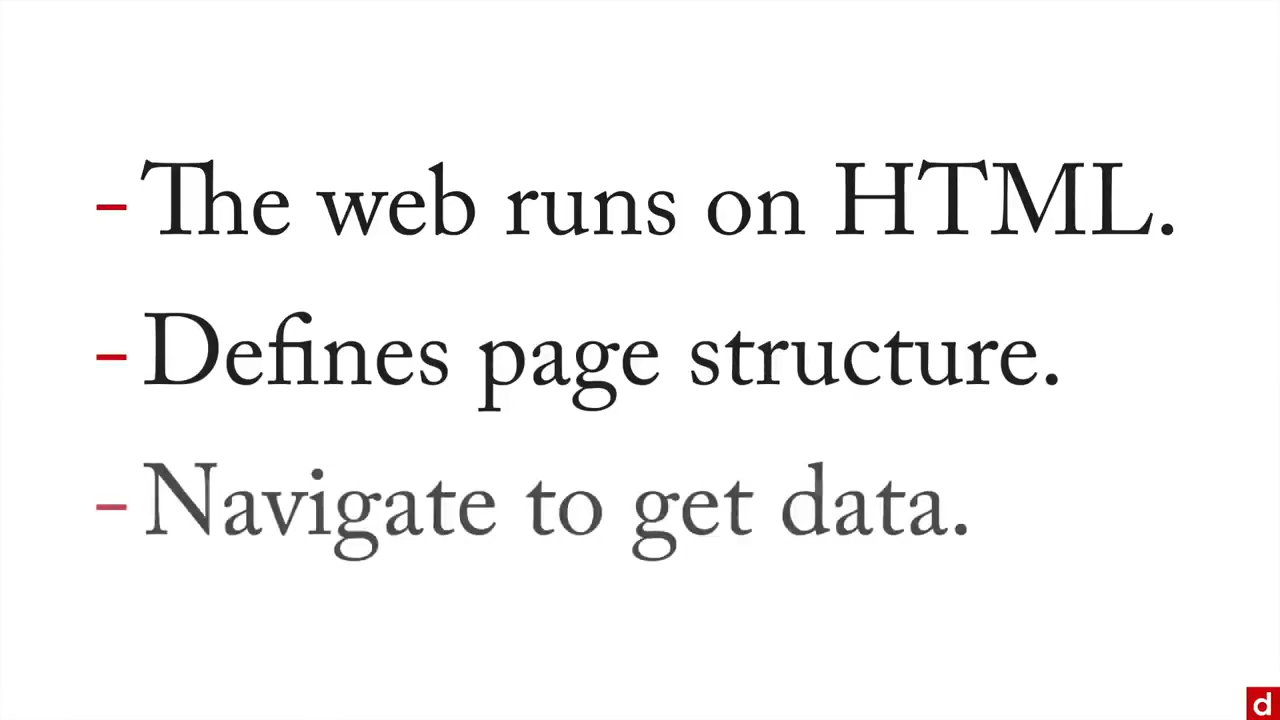 - The web runs on HTML.
- Defines page structure.
- Navigate to get data.
d